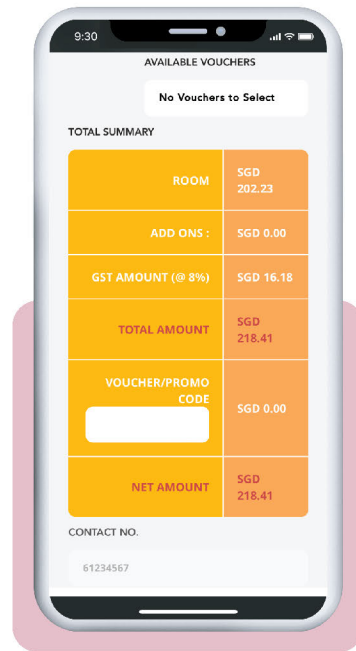 9:30
AVAILABLE VOUCHERS
No Vouchers to Select
TOTAL SUMMARY
ROOM
SGD
202.23
ADD ONS :
SGD 0.00
GST AMOUNT (@ 8%)
SGD 16.18
TOTAL AMOUNT
SGD
218.41
VOUCHER/PROMO
CODE
SGD 0.00
NET AMOUNT
SGD
218.41
CONTACT NO.
61234567